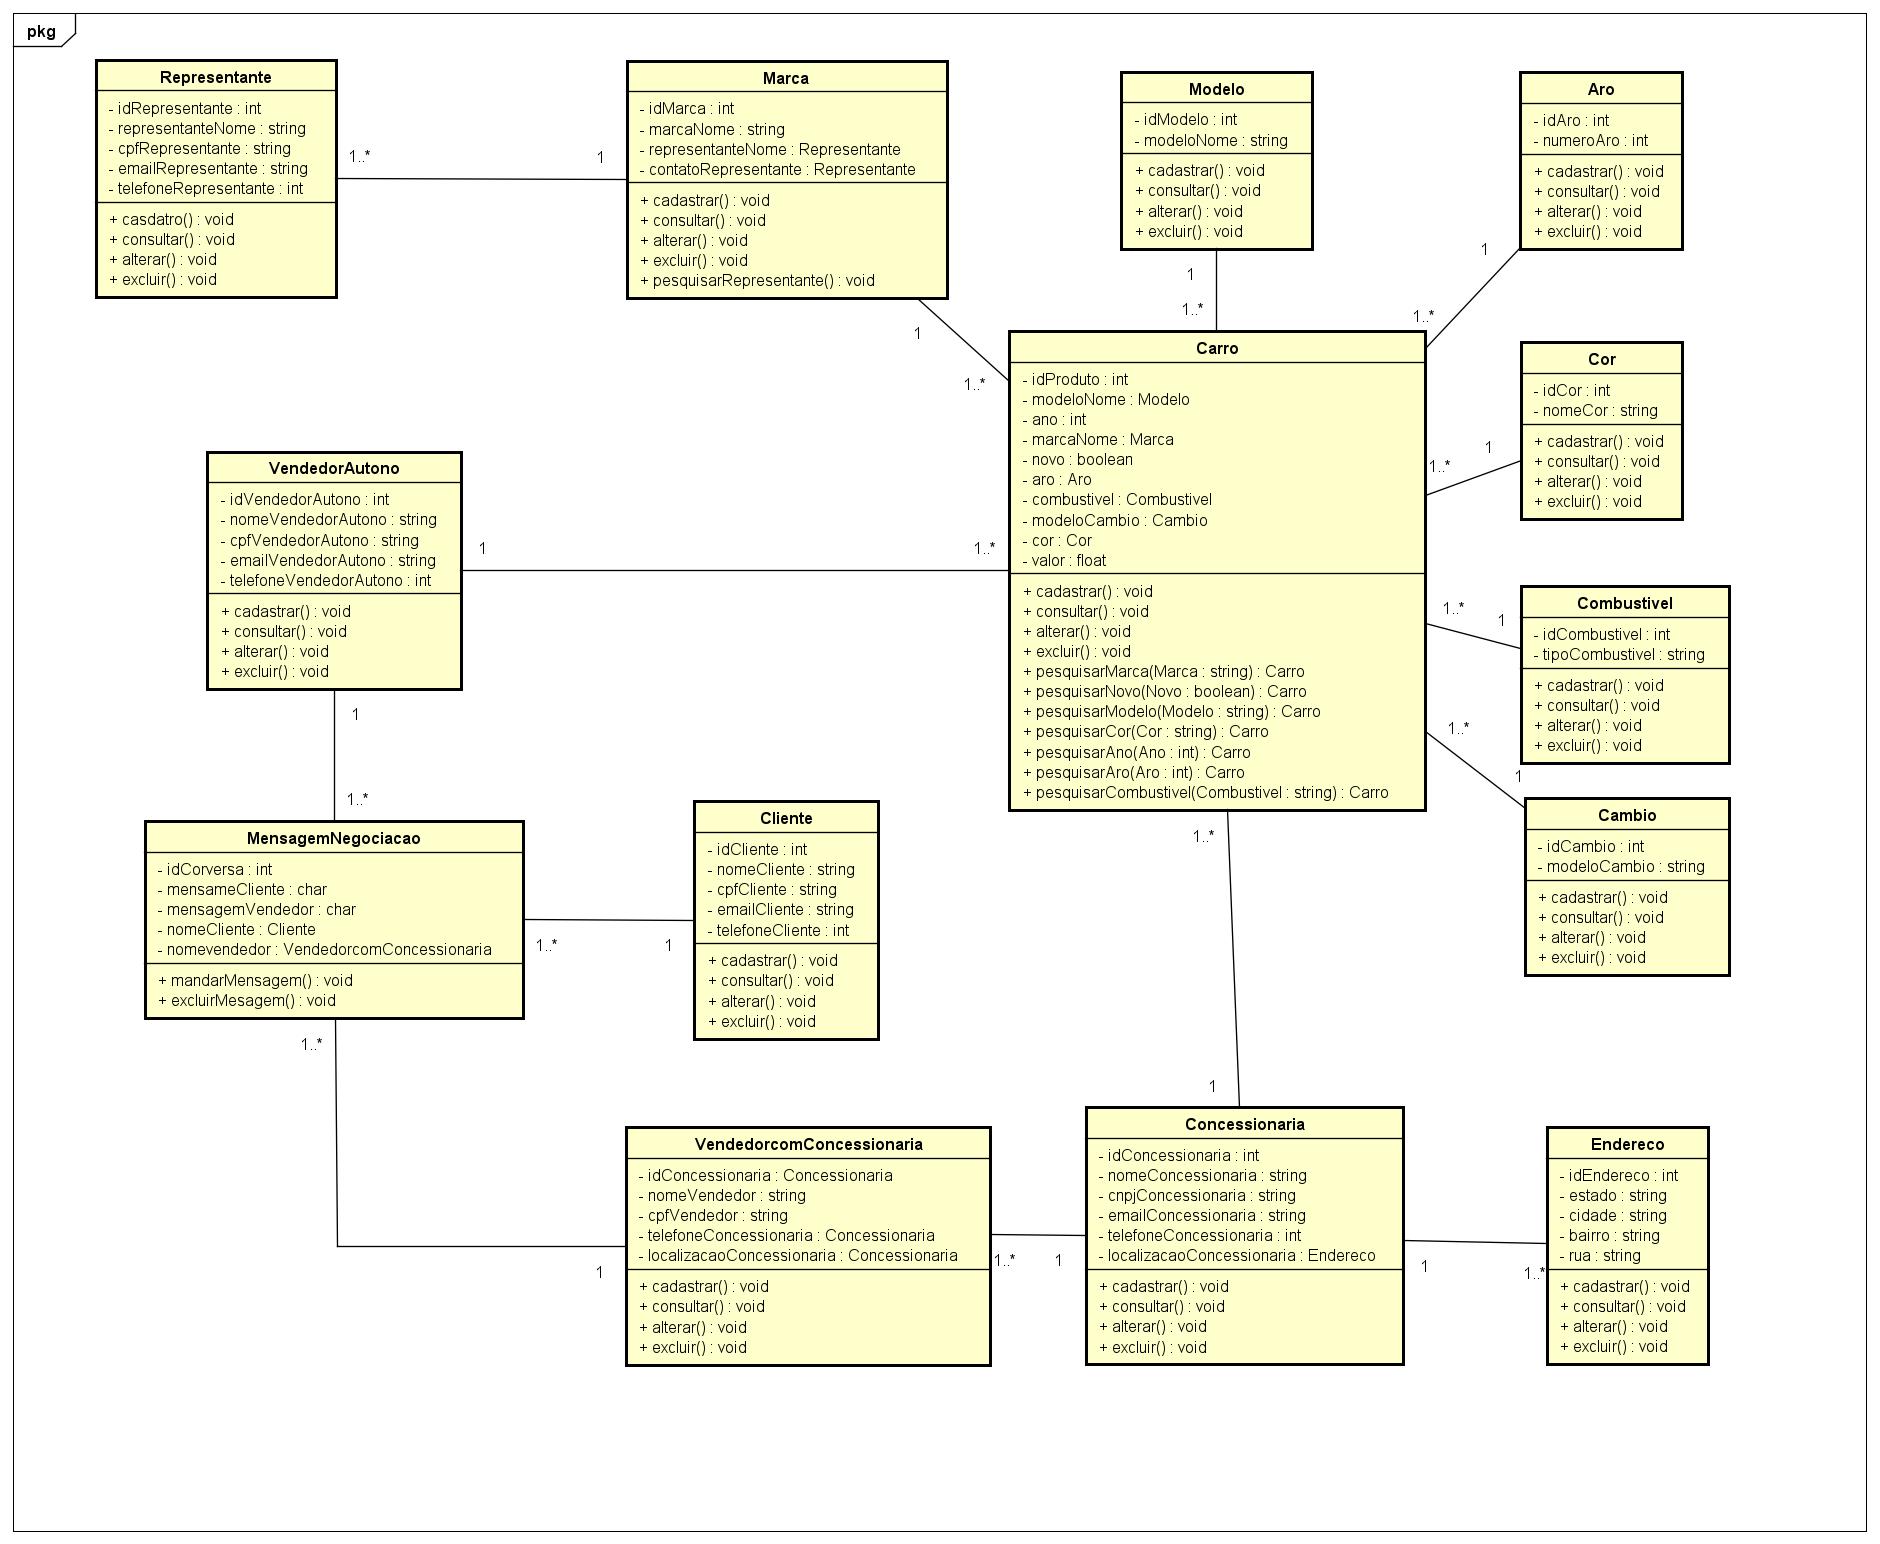 pkg
Representante
- idRepresentante : int
- representanteNome : string
- cpfRepresentante : string
- emailRepresentante : string
- telefoneRepresentante : int
+ casdatro() : void
+ consultar() : void
+ alterar() : void
+ excluir() : void
1..*
1
Marca
- idMarca : int
- marcaNome : string
- representanteNome : Representante
- contatoRepresentante : Representante
+ cadastrar() : void
+ consultar() : void
+ alterar() : void
+ excluir() : void
+ pesquisarRepresentante() : void
1
1..*
Modelo
- idModelo : int
- modeloNome : string
+ cadastrar() : void
+ consultar() : void
+ alterar() : void
+ excluir() : void
1
1..*
Aro
- idAro : int
- numeroAro : int
+ cadastrar() : void
+ consultar() : void
+ alterar() : void
+ excluir() : void
1
1..*
Carro
- idProduto : int
- modeloNome : Modelo
- ano : int
- marcaNome : Marca
- novo : boolean
- aro : Aro
- combustivel : Combustivel
- modeloCambio : Cambio
- cor : Cor
- valor : float
+ cadastrar() : void
+ consultar() : void
+ alterar() : void
+ excluir() : void
+ pesquisarMarca(Marca : string) : Carro
+ pesquisarNovo(Novo : boolean) : Carro
+ pesquisarModelo(Modelo : string) : Carro
+ pesquisarCor(Cor : string) : Carro
+ pesquisarAno(Ano : int) : Carro
+ pesquisarAro(Aro : int) : Carro
+ pesquisarCombustivel(Combustivel : string) : Carro
Cor
- idCor : int
- nomeCor : string
+ cadastrar() : void
+ consultar() : void
+ alterar() : void
+ excluir() : void
1
1..*
VendedorAutono
- idVendedorAutono : int
- nomeVendedorAutono : string
- cpfVendedorAutono : string
- emailVendedorAutono : string
- telefoneVendedorAutono : int
+ cadastrar() : void
+ consultar() : void
+ alterar() : void
+ excluir() : void
1
1..*
1
1..*
Combustivel
- idCombustivel : int
- tipoCombustivel : string
+ cadastrar() : void
+ consultar() : void
+ alterar() : void
+ excluir() : void
1..*
1
Cambio
- idCambio : int
- modeloCambio : string
+ cadastrar() : void
+ consultar() : void
+ alterar() : void
+ excluir() : void
1..*
1
MensagemNegociacao
- idCorversa : int
- mensameCliente : char
- mensagemVendedor : char
- nomeCliente : Cliente
- nomevendedor : VendedorcomConcessionaria
+ mandarMensagem() : void
+ excluirMesagem() : void
1..*
1
Cliente
- idCliente : int
- nomeCliente : string
- cpfCliente : string
- emailCliente : string
- telefoneCliente : int
+ cadastrar() : void
+ consultar() : void
+ alterar() : void
+ excluir() : void
1..*
1
1..*
1
VendedorcomConcessionaria
- idConcessionaria : Concessionaria
- nomeVendedor : string
- cpfVendedor : string
- telefoneConcessionaria : Concessionaria
- localizacaoConcessionaria : Concessionaria
+ cadastrar() : void
+ consultar() : void
+ alterar() : void
+ excluir() : void
1..*
1
Concessionaria
- idConcessionaria : int
- nomeConcessionaria : string
- cnpjConcessionaria : string
- emailConcessionaria : string
- telefoneConcessionaria : int
- localizacaoConcessionaria : Endereco
+ cadastrar() : void
+ consultar() : void
+ alterar() : void
+ excluir() : void
1
1..*
Endereco
- idEndereco : int
- estado : string
- cidade : string
- bairro : string
- rua : string
+ cadastrar() : void
+ consultar() : void
+ alterar() : void
+ excluir() : void